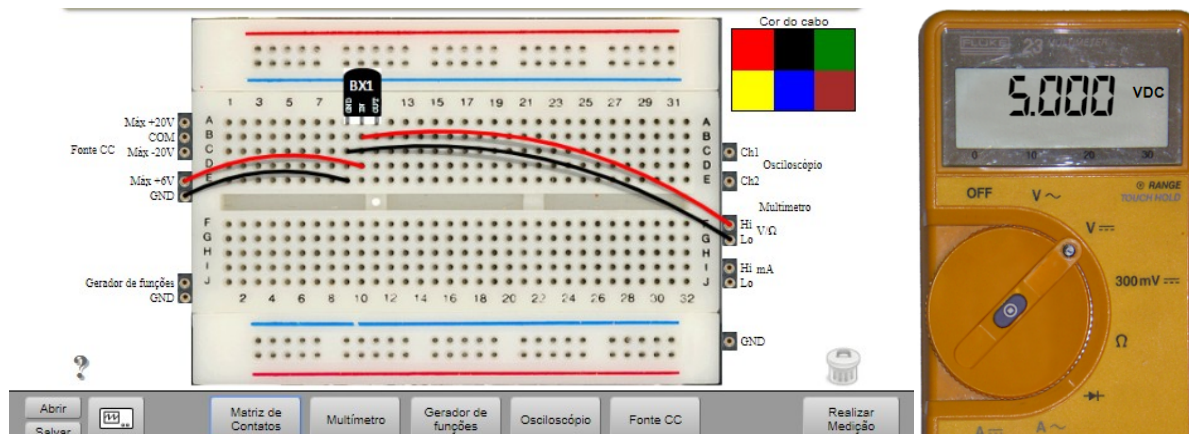 Cor do cabo
BX1
GND IN OUT
1 3 5 7 13 15 17 19 21 23 25 27 29 31
A A
B B
C C
D D
E E
F
G G
H H
I I
J J
2 4 6 8 10 12 14 16 18 20 22 24 26 28 30 32
Máx +20V
COM
Fonte CC Máx -20V
Máx +6V
GND
Gerador de funções
GND
Ch1
Osciloscópio
Ch2
Multimetro
Hi
V/Ω
Lo
Hi mA
Lo
GND
?
Abrir
Salvar
Matriz de
Contatos
Multímetro
Gerador de
funções
Osciloscópio
Fonte CC
Realizar
Medição
FLUKE 23 MULTIMETER
5.000 VDC
0 10 20 30
RANGE
TOUCH HOLD
OFF
V~
V
300mV
Ω
A
A~